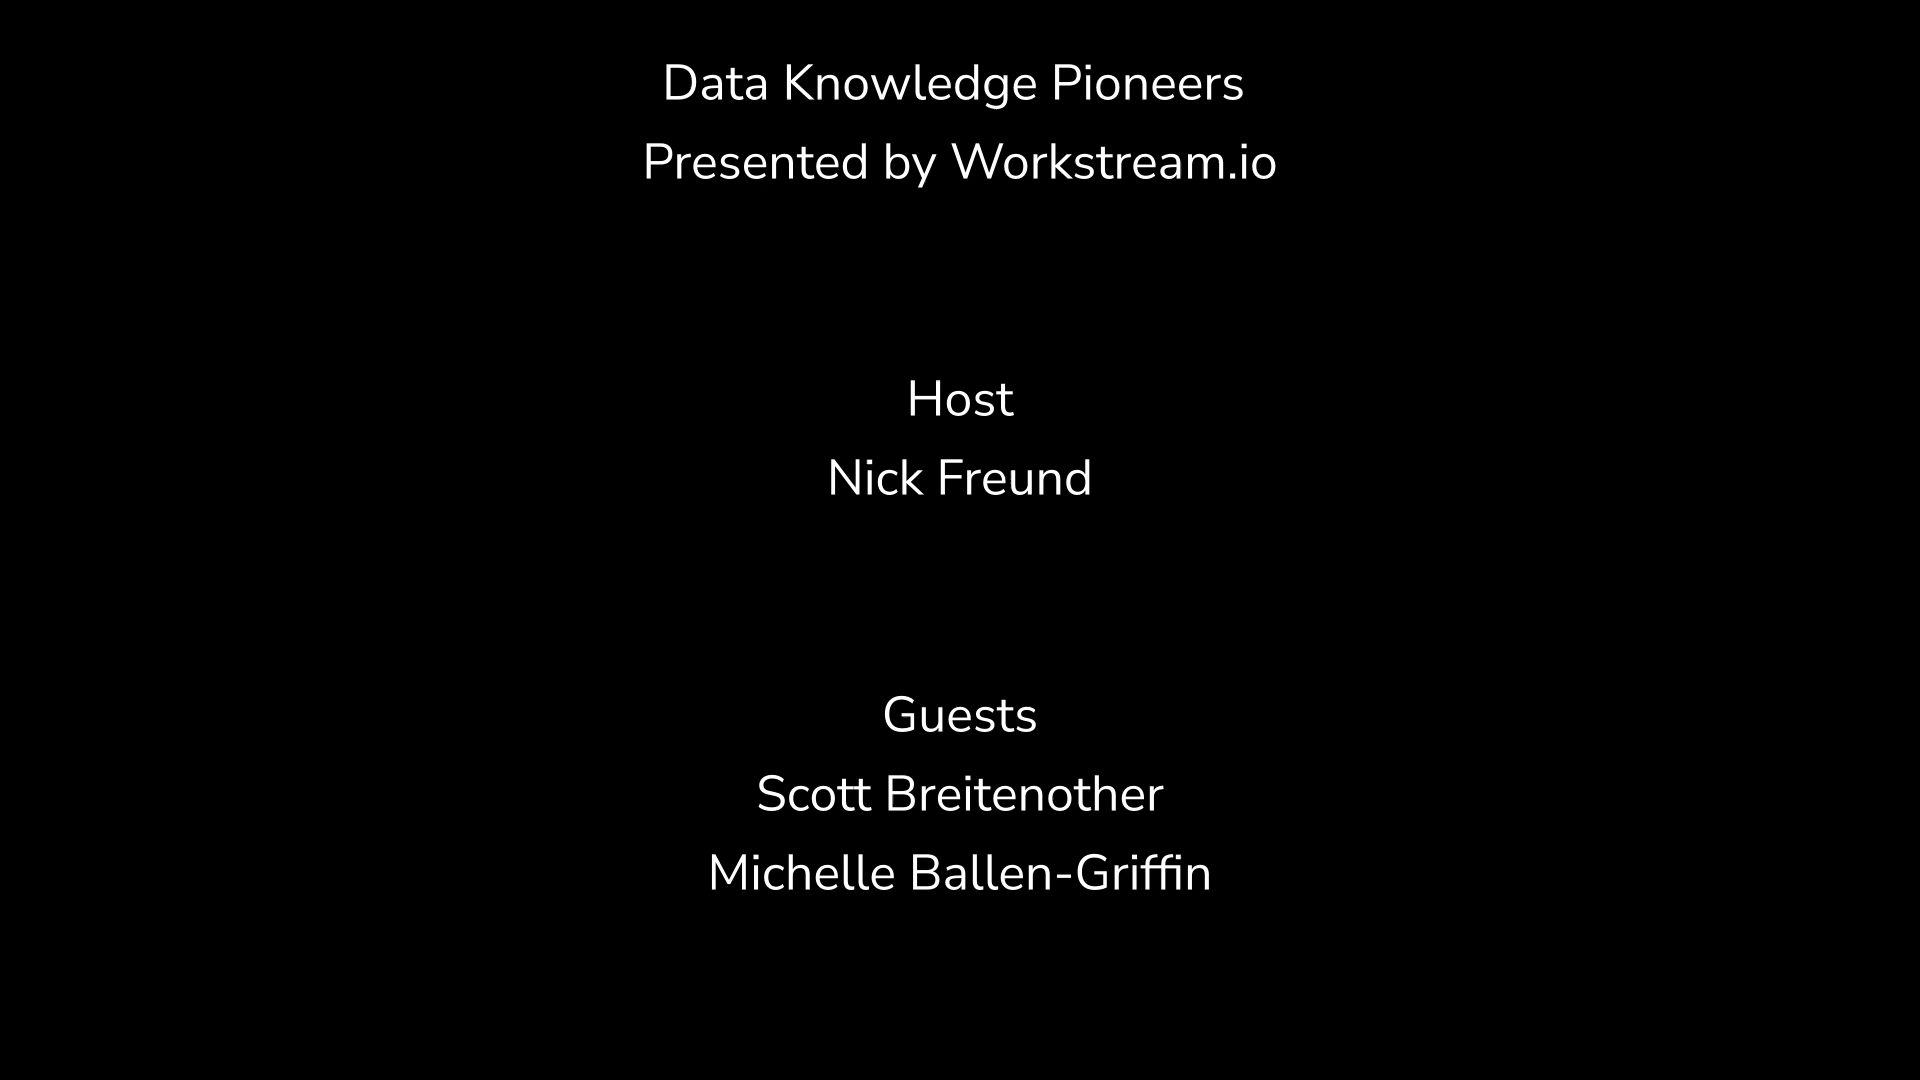 Data Knowledge Pioneers
Presented by Workstream.io
Host
Nick Freund
Guests
Scott Breitenother
Michelle Ballen-Griffin